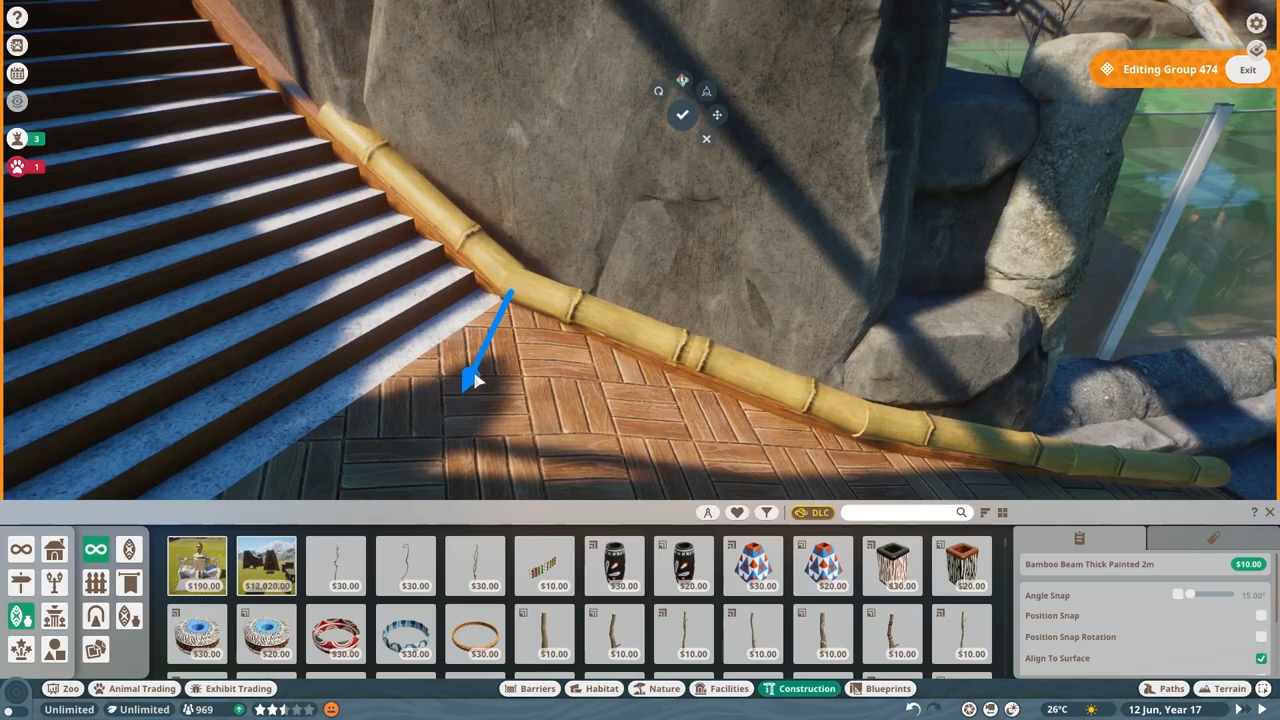 Editing Group 474
Exit
3
1
DLC
$190.00
$12,020.00
$30.00
$30.00
$30.00
$10.00
$30.00
$20.00
$30.00
$20.00
$30.00
$20.00
$30.00
$20.00
$30.00
$30.00
$30.00
$10.00
$10.00
$10.00
$10.00
$10.00
$10.00
$10.00
Bamboo Beam Thick Painted 2m
$10.00
Angle Snap
15.00°
Position Snap
Position Snap Rotation
Align To Surface
Zoo
Animal Trading
Exhibit Trading
Barriers
Habitat
Nature
Facilities
Construction
Blueprints
Paths
Terrain
Unlimited
Unlimited
969
26°C
12 Jun, Year 17